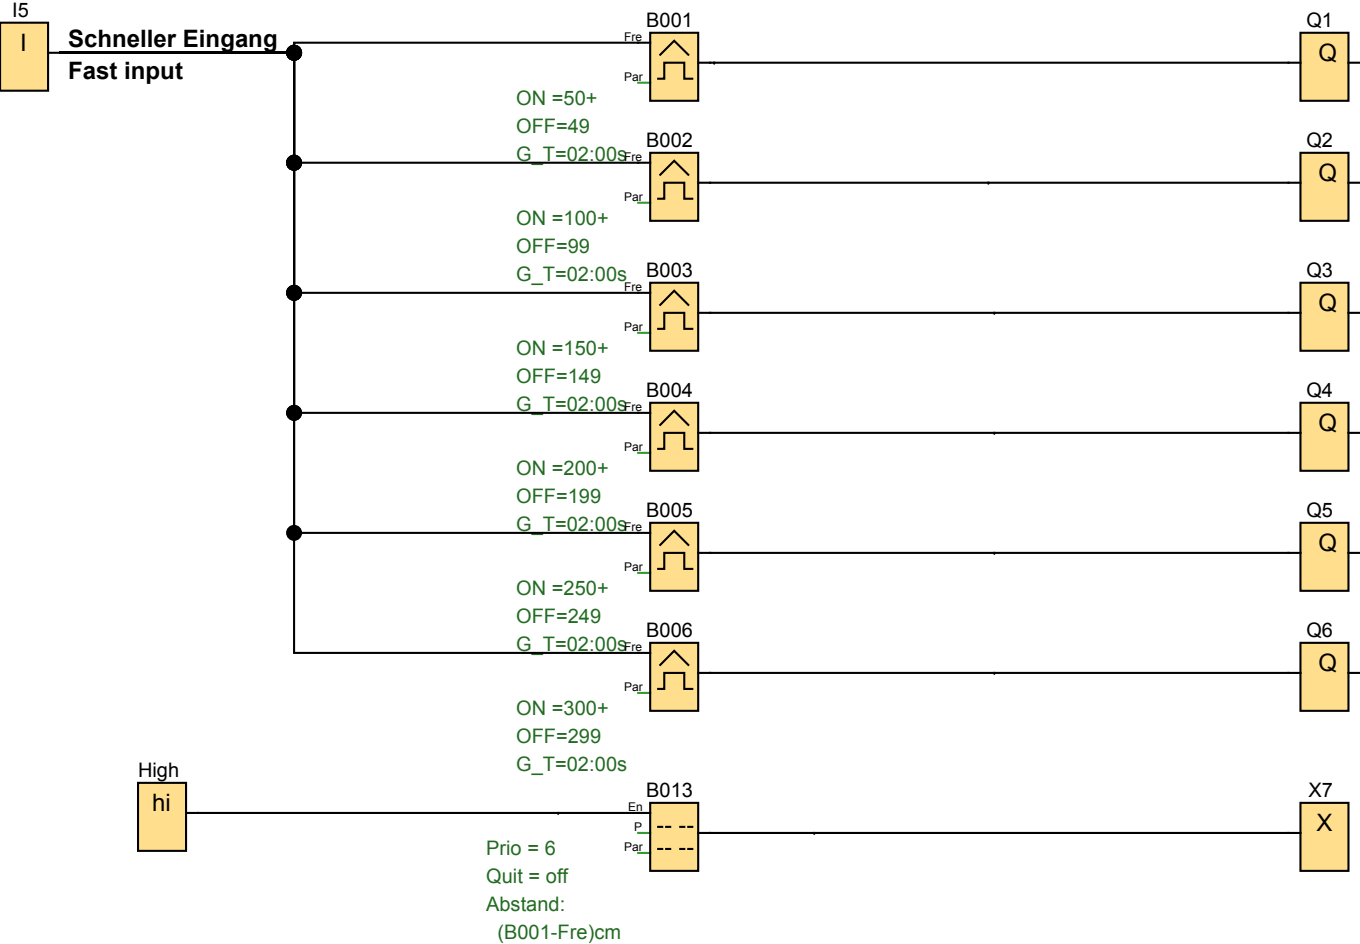 I5
I
Schneller Eingang
Fast input
B001
Fre
Par
Q1
Q
ON =50+
OFF=49
G_T=02:00s
B002
Fre
Par
Q2
Q
ON =100+
OFF=99
G_T=02:00s
B003
Fre
Par
Q3
Q
ON =150+
OFF=149
G_T=02:00s
B004
Fre
Par
Q4
Q
ON =200+
OFF=199
G_T=02:00s
B005
Fre
Par
Q5
Q
ON =250+
OFF=249
G_T=02:00s
B006
Fre
Par
Q6
Q
ON =300+
OFF=299
G_T=02:00s
High
hi
B013
En
P
Par
X7
X
Prio = 6
Quit = off
Abstand:
(B001-Fre)cm